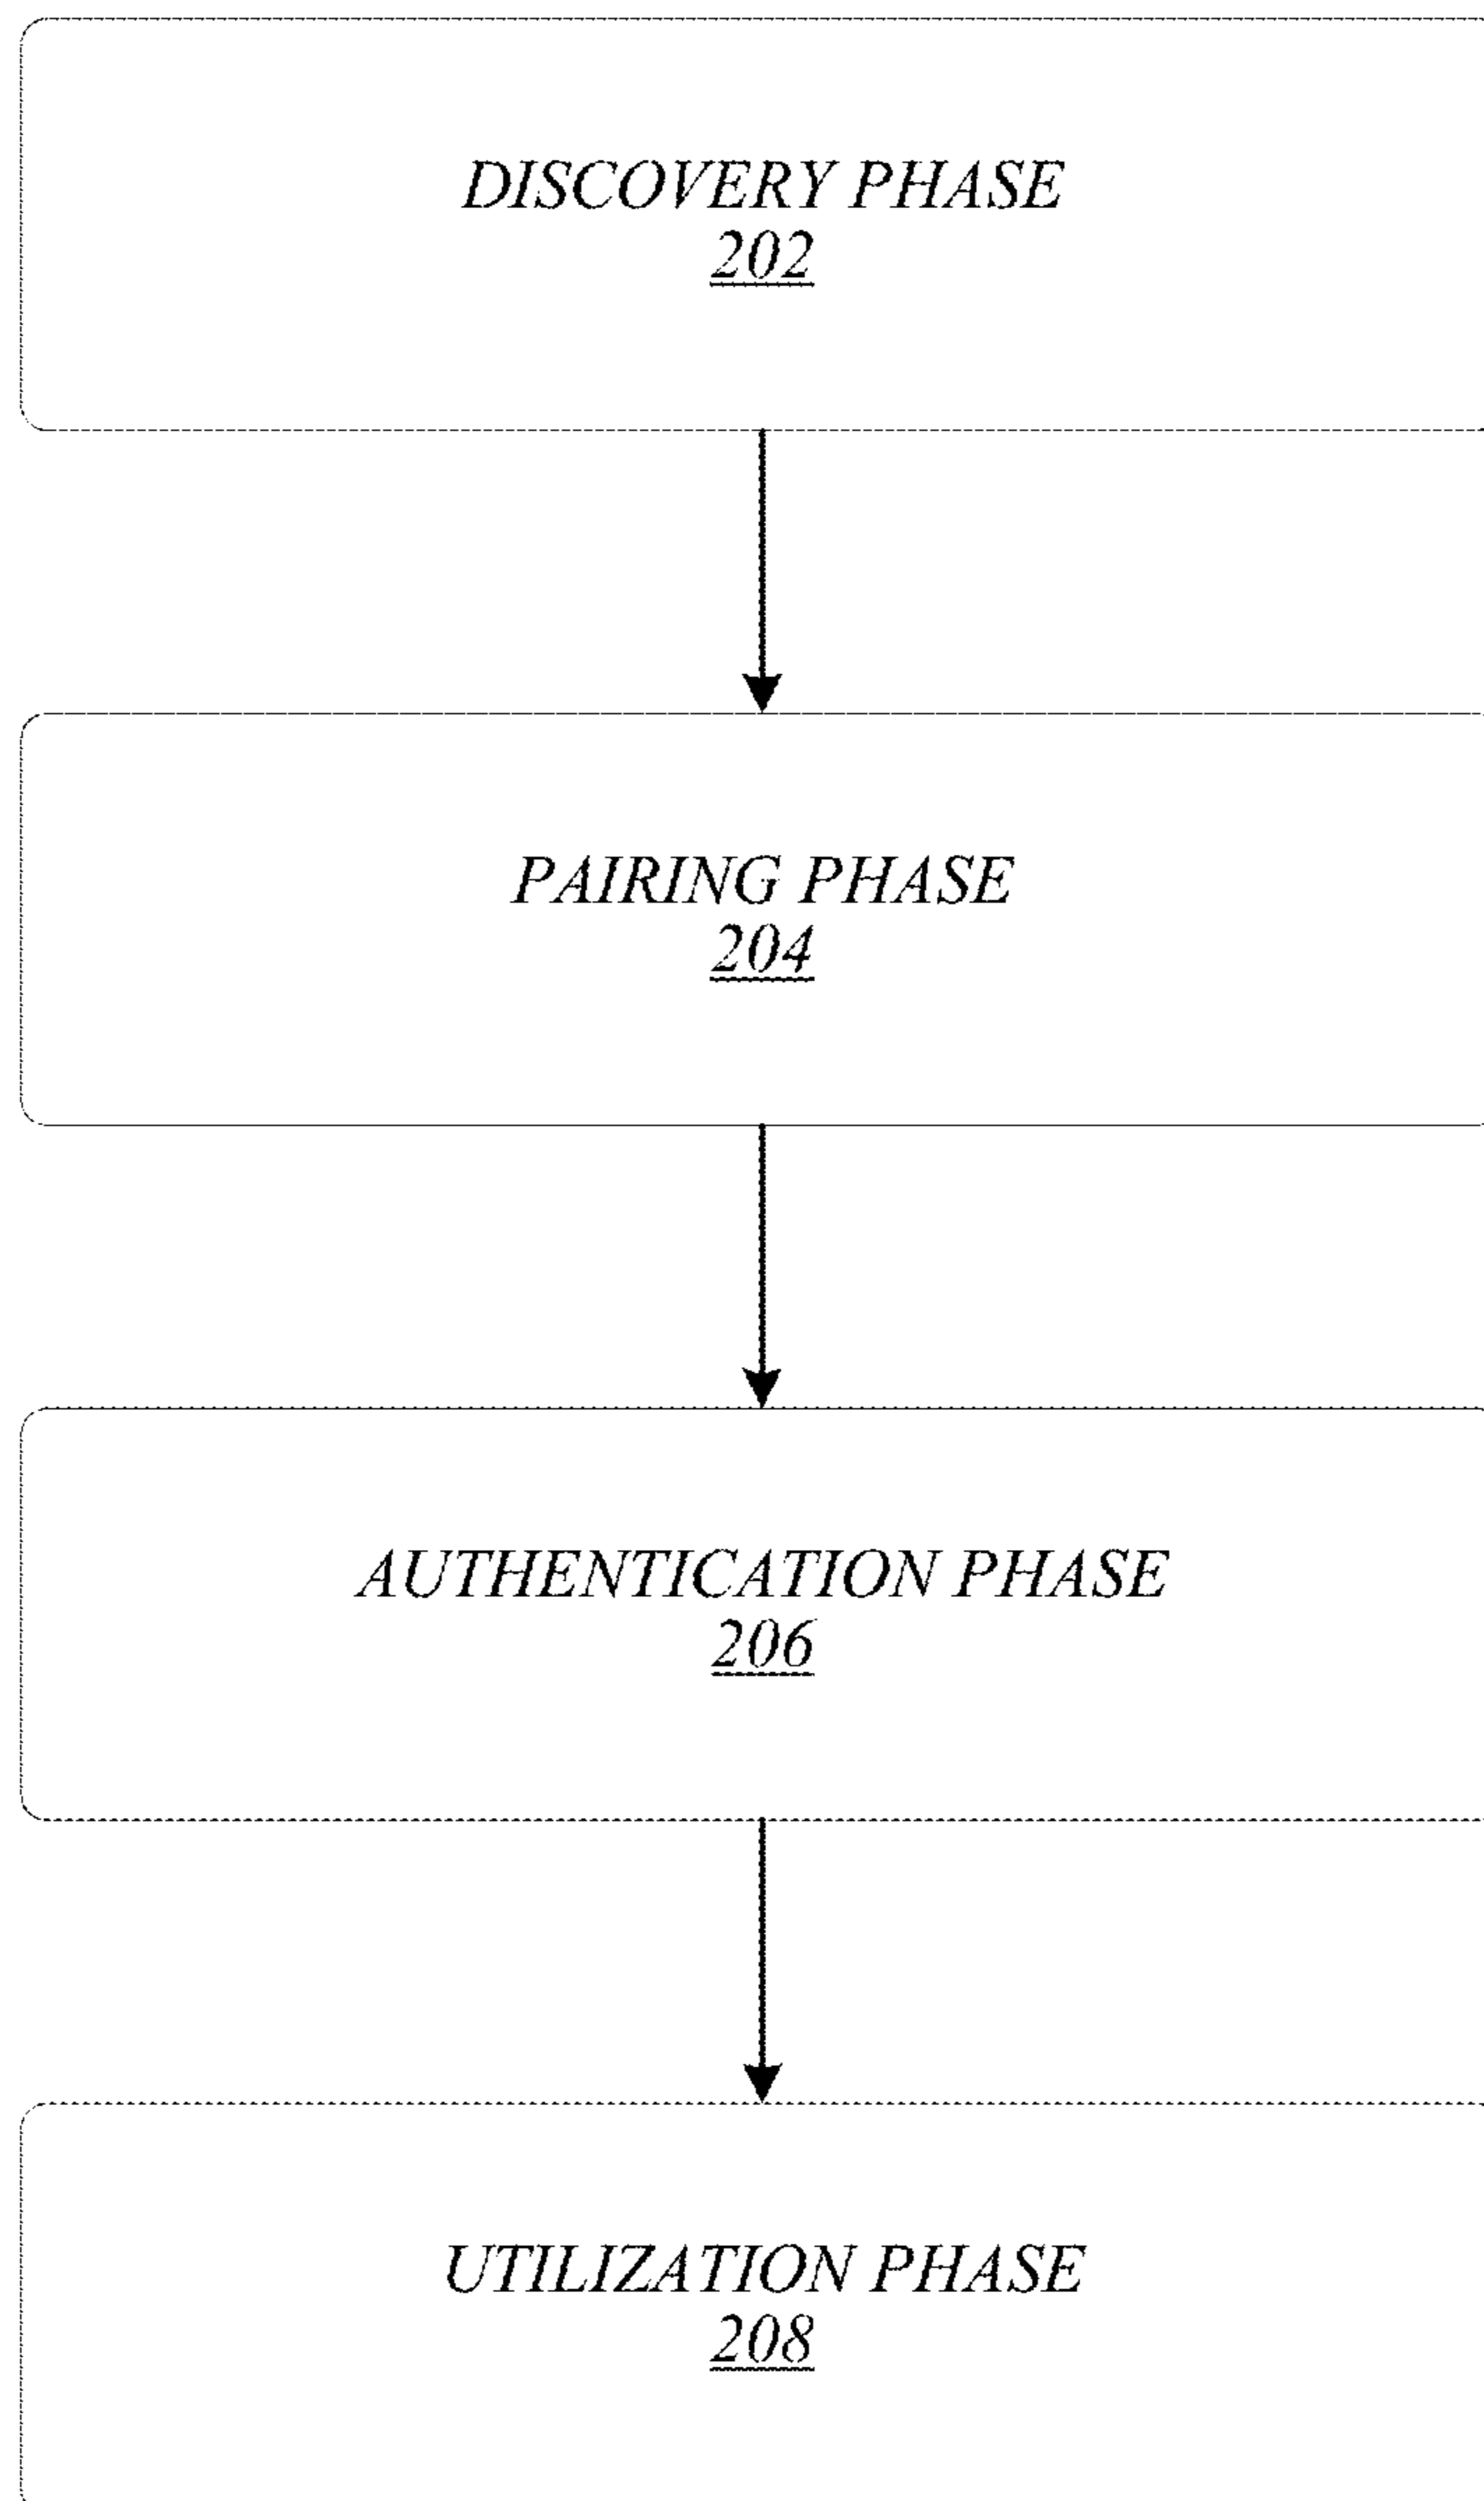 DISCOVERY PHASE
202
PAIRING PHASE
204
AUTHENTICATION PHASE
206
UTILIZATION PHASE
208